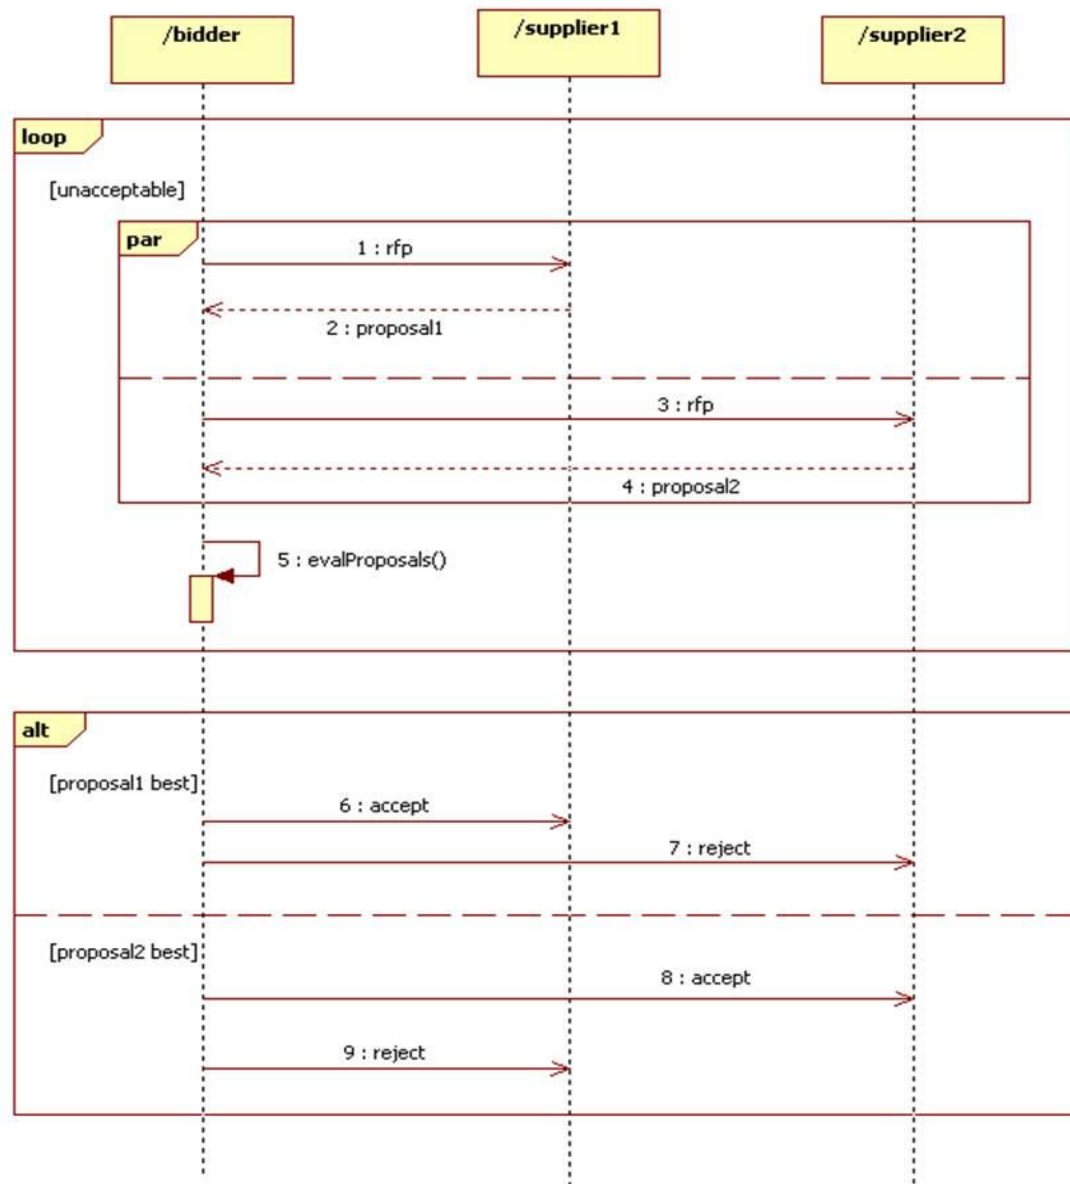 /bidder
/supplier1
/supplier2
loop
[unacceptable]
par
1 : rfp
2 : proposal1
3 : rfp
4 : proposal2
5 : evalProposals()
alt
[proposal1 best]
6 : accept
7 : reject
[proposal2 best]
8 : accept
9 : reject